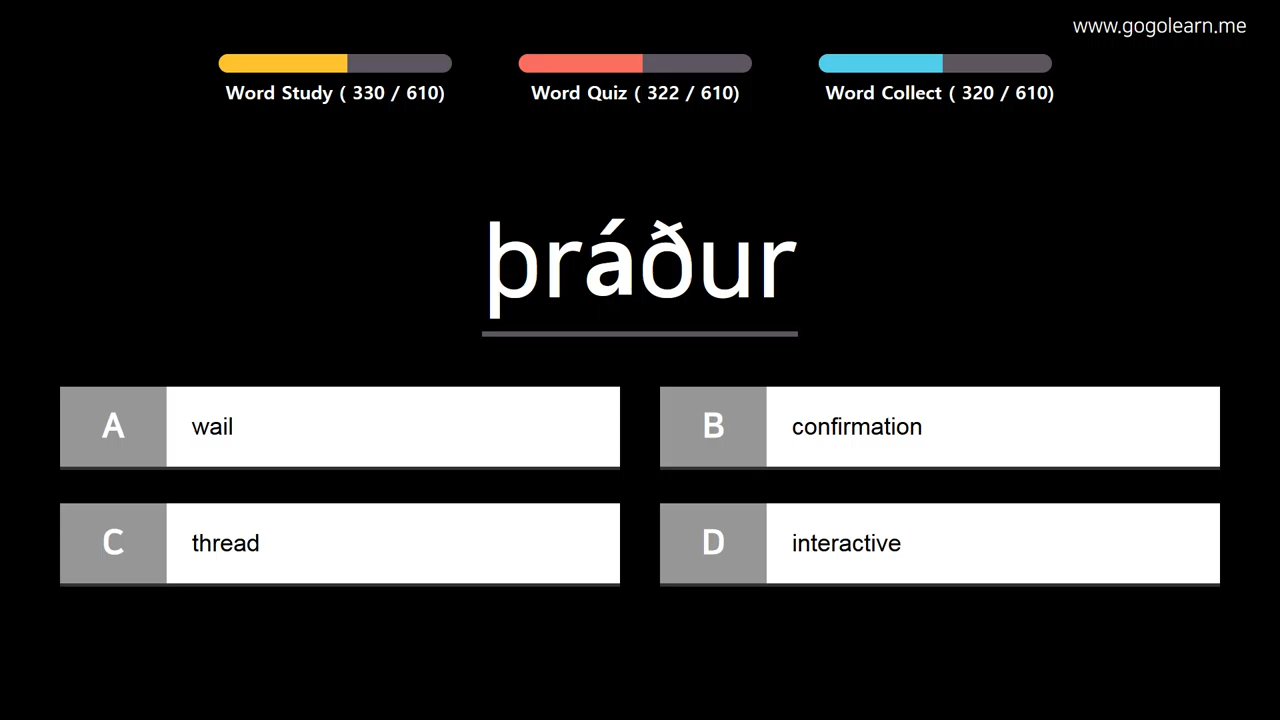 www.gogolearn.me
Word Study ( 330 / 610)
Word Quiz ( 322 / 610)
Word Collect ( 320 / 610)
þráður
A wail
B confirmation
C thread
D interactive